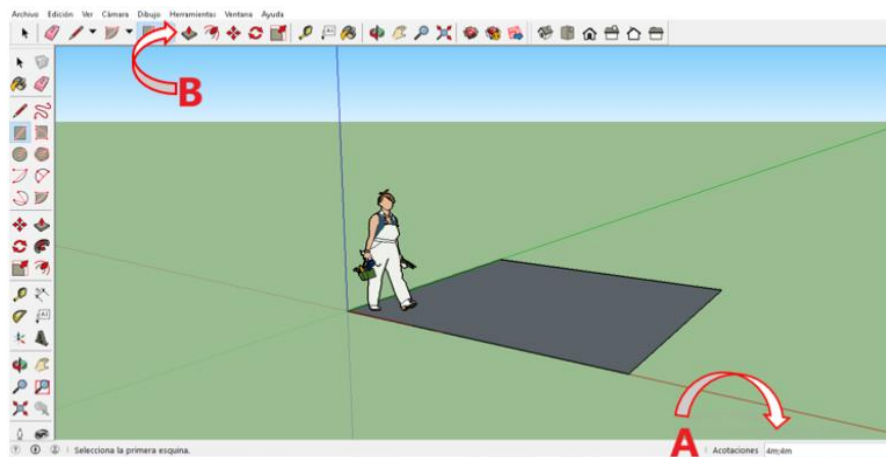 Archivo Edición Ver Cámara Dibujo Herramientas Ventana Ayuda
B
A
Selecciona la primera esquina.
Acotaciones 4m;4m